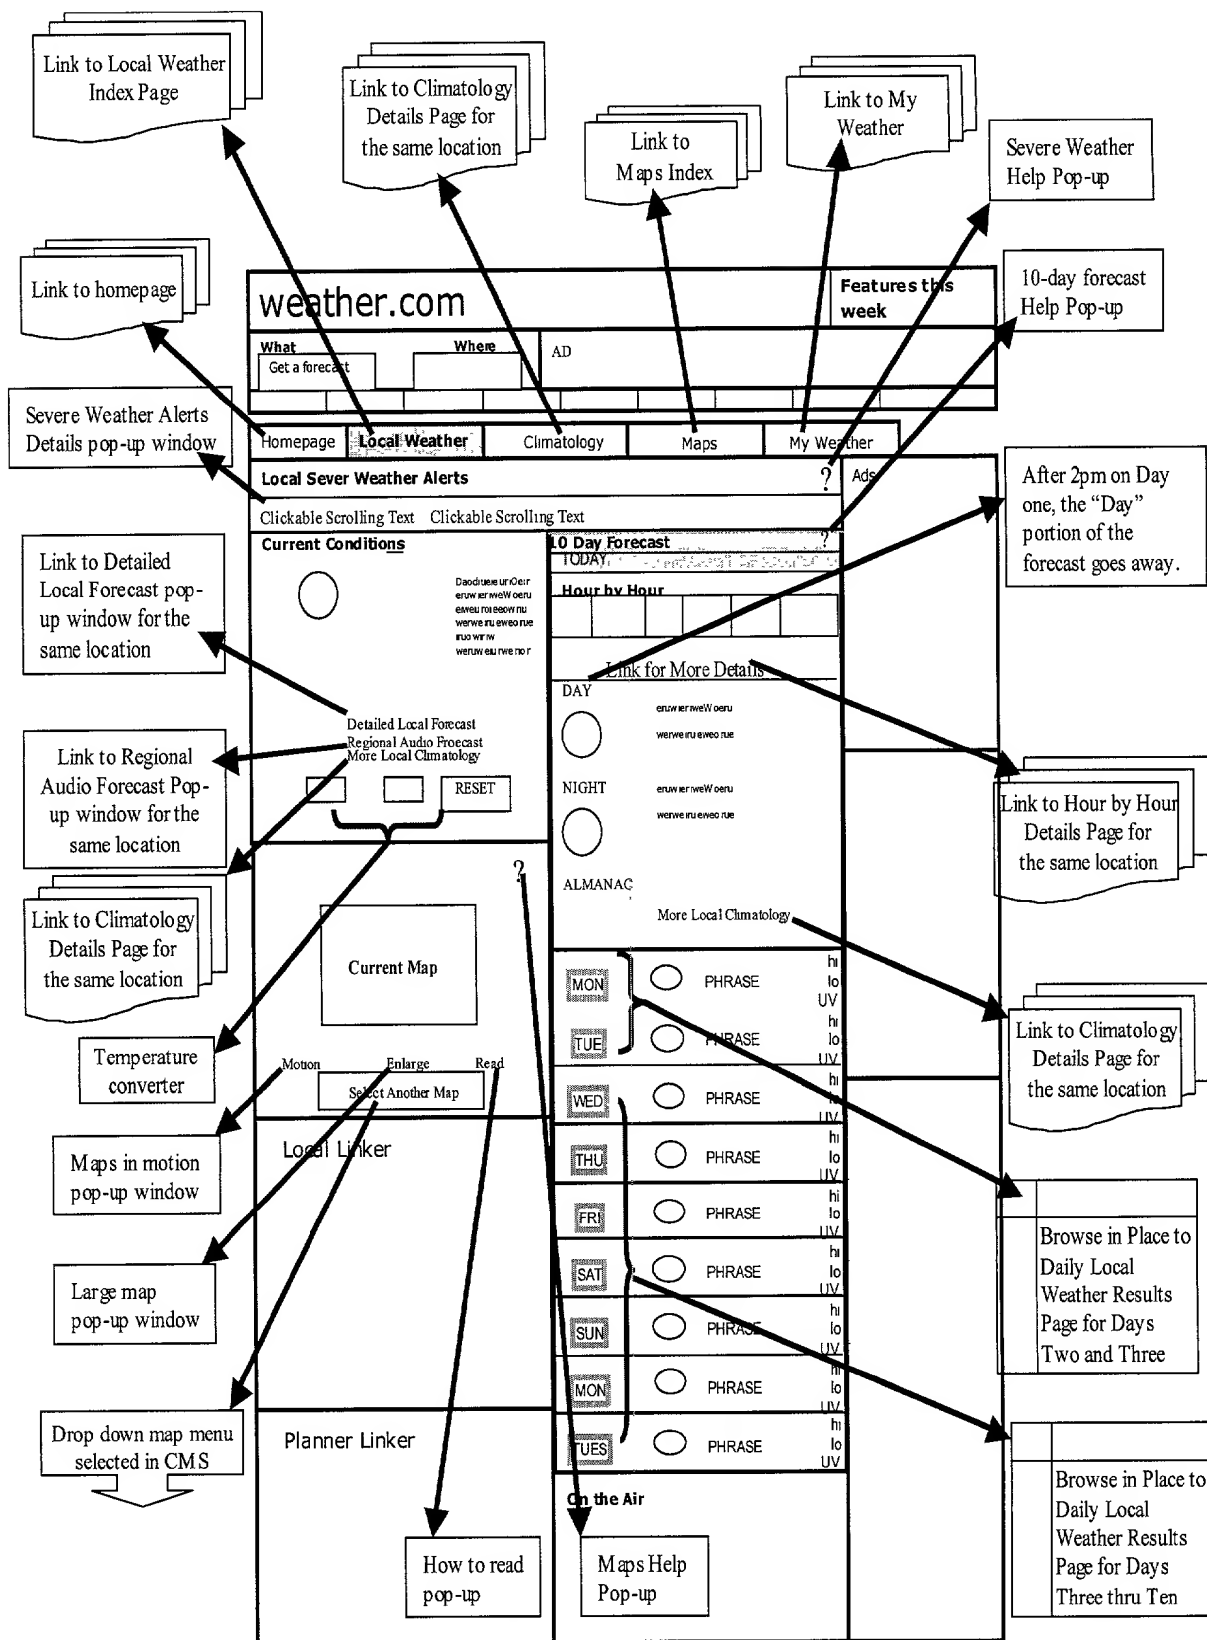 Link to Local Weather
Index Page
Link to Climatology
Details Page for
the same location
Link to
Maps Index
Link to My
Weather
Severe Weather
Help Pop-up
Link to homepage
10-day forecast
Help Pop-up
weather.com
Features this
week
What
Where
Get a forecast
AD
Severe Weather Alerts
Details pop-up window
Homepage
Local Weather
Climatology
Maps
My Weather
Local Sever Weather Alerts
?
Ads
Clickable Scrolling Text Clickable Scrolling Text
After 2pm on Day
one, the “Day”
portion of the
forecast goes away.
Current Conditions
10 Day Forecast
?
TODAY
Hour by Hour
Link to Detailed
Local Forecast pop-
up window for the
same location
Link for More Details
DAY
Detailed Local Forecast
Regional Audio Froecast
More Local Climatology
RESET
NIGHT
Link to Regional
Audio Forecast Pop-
up window for the
same location
Link to Hour by Hour
Details Page for
the same location
?
ALMANAC
More Local Climatology
Link to Climatology
Details Page for
the same location
Current Map
MON
PHRASE
hi
lo
UV
TUE
PHRASE
hi
lo
UV
Link to Climatology
Details Page for
the same location
Temperature
converter
Motion
Enlarge
Read
Select Another Map
WED
PHRASE
hi
lo
UV
Local Linker
THU
PHRASE
hi
lo
UV
Maps in motion
pop-up window
FRI
PHRASE
hi
lo
UV
Browse in Place to
Daily Local
Weather Results
Page for Days
Two and Three
SAT
PHRASE
hi
lo
UV
Large map
pop-up window
SUN
PHRASE
hi
lo
UV
MON
PHRASE
hi
lo
UV
Drop down map menu
selected in CMS
Planner Linker
TUES
PHRASE
hi
lo
UV
Browse in Place to
Daily Local
Weather Results
Page for Days
Three thru Ten
On the Air
How to read
pop-up
Maps Help
Pop-up